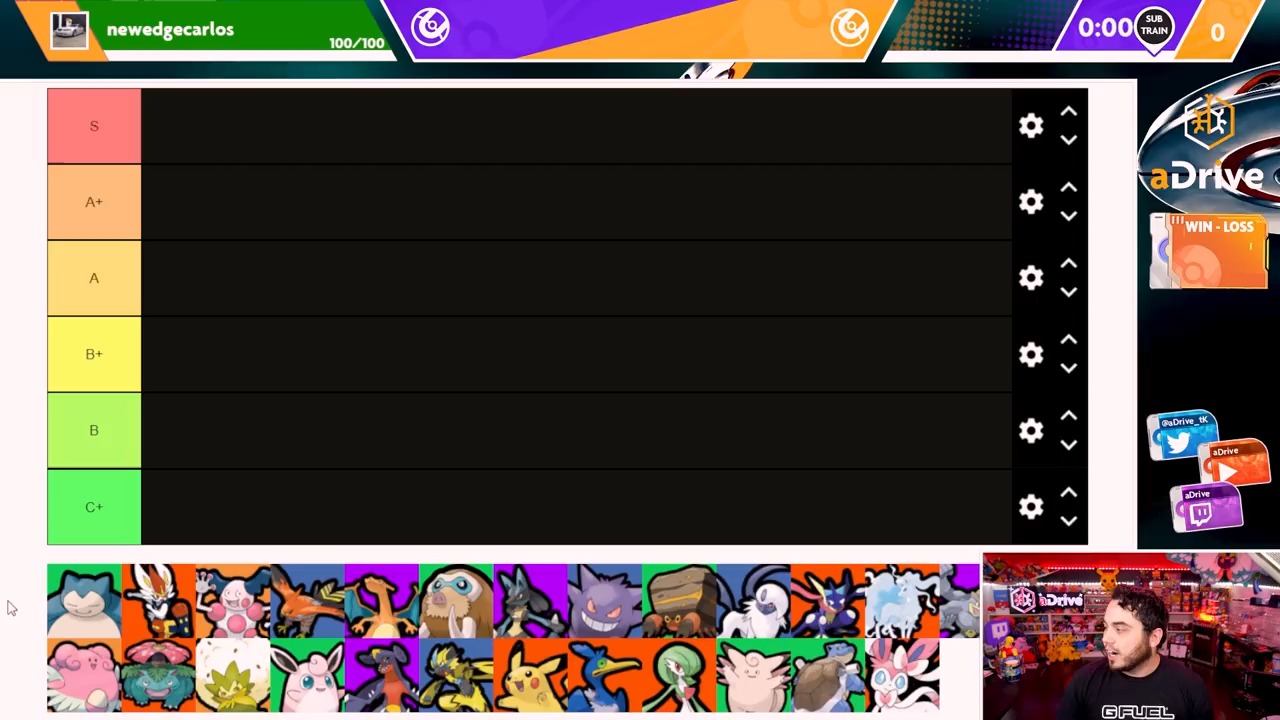 newedgecarlos
100/100
0:00
SUB
TRAIN
0
S
A+
A
B+
B
C+
aDrive
WIN - LOSS
@aDrive_tK
aDrive
aDrive
aDrive
G FUEL